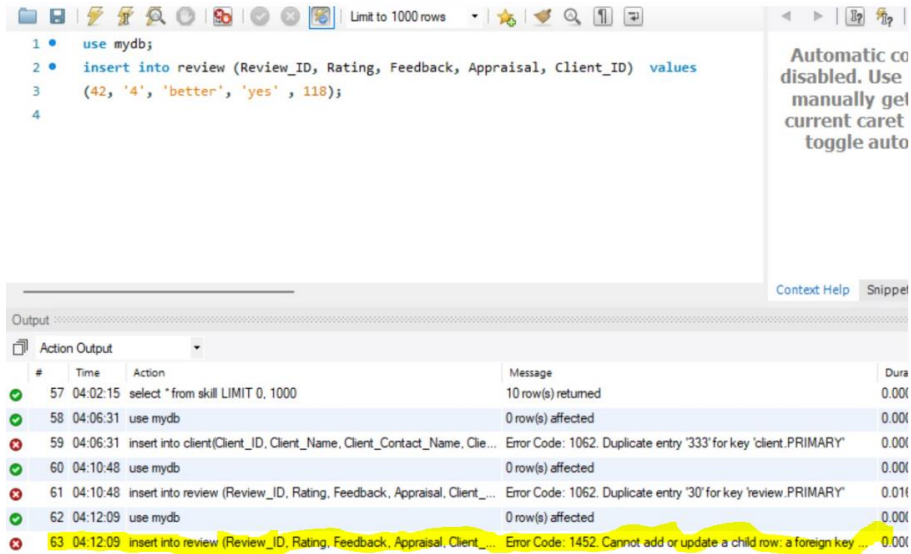 Limit to 1000 rows
1 use mydb;
2 insert into review (Review_ID, Rating, Feedback, Appraisal, Client_ID) values
3 (42, '4', 'better', 'yes' , 118);
4
Automatic co
disabled. Use
manually get
current caret
toggle auto
Context Help Snippet
Output
Action Output
# Time Action Message Dura
57 04:02:15 select * from skill LIMIT 0, 1000 10 row(s) returned 0.000
58 04:06:31 use mydb 0 row(s) affected 0.000
59 04:06:31 insert into client(Client_ID, Client_Name, Client_Contact_Name, Clie... Error Code: 1062. Duplicate entry '333' for key 'client.PRIMARY' 0.000
60 04:10:48 use mydb 0 row(s) affected 0.000
61 04:10:48 insert into review (Review_ID, Rating, Feedback, Appraisal, Client_... Error Code: 1062. Duplicate entry '30' for key 'review.PRIMARY' 0.016
62 04:12:09 use mydb 0 row(s) affected 0.000
63 04:12:09 insert into review (Review_ID, Rating, Feedback, Appraisal, Client_... Error Code: 1452. Cannot add or update a child row: a foreign key ... 0.000